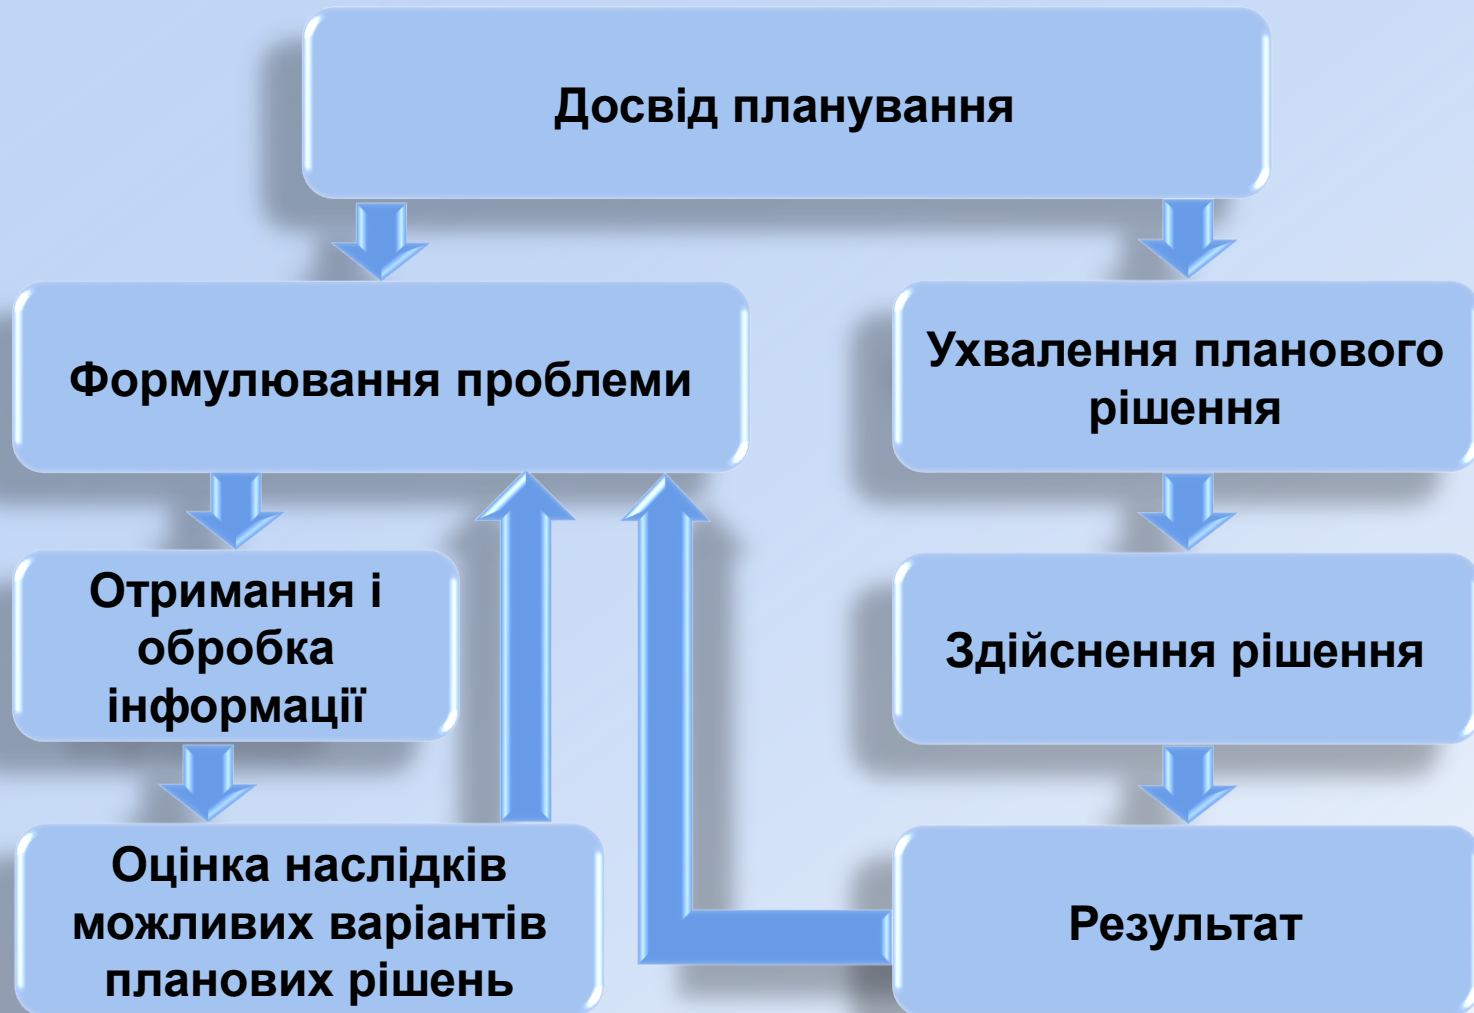 Досвід планування
Формулювання проблеми
Ухвалення планового
рішення
Отримання і
обробка
інформації
Здійснення рішення
Оцінка наслідків
можливих варіантів
планових рішень
Результат